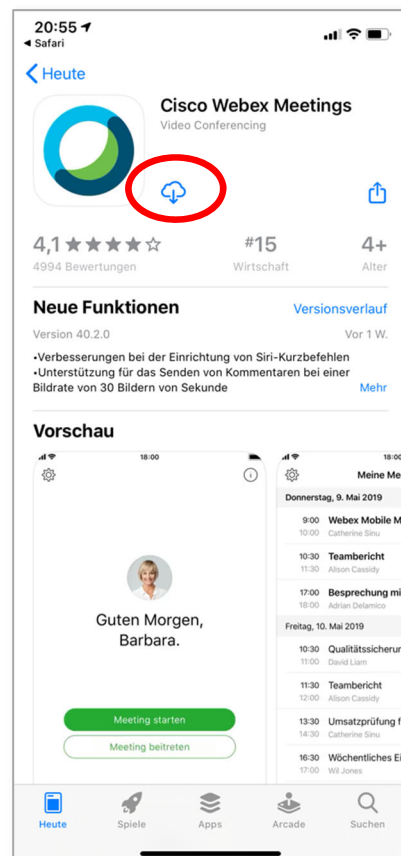 20:55
Safari
Heute
Cisco Webex Meetings
Video Conferencing
4,1
#15
4+
4994 Bewertungen
Wirtschaft
Alter
Neue Funktionen
Versionsverlauf
Version 40.2.0
Vor 1 W.
•Verbesserungen bei der Einrichtung von Siri-Kurzbefehlen
•Unterstützung für das Senden von Kommentaren bei einer
Bildrate von 30 Bildern von Sekunde
Mehr
Vorschau
18:00
Guten Morgen,
Barbara.
Meeting starten
Meeting beitreten
18:00
Meine Me
Donnerstag, 9. Mai 2019
9:00 Webex Mobile M
10:00 Catherine Sinu
10:30 Teambericht
11:30 Alison Cassidy
17:00 Besprechung mi
18:00 Adrian Delamico
Freitag, 10. Mai 2019
10:30 Qualitätssicherun
11:00 David Liam
11:30 Teambericht
12:00 Alison Cassidy
13:30 Umsatzprüfung f
14:30 Catherine Sinu
16:30 Wöchentliches Ei
17:00 Wil Jones
Heute
Spiele
Apps
Arcade
Suchen